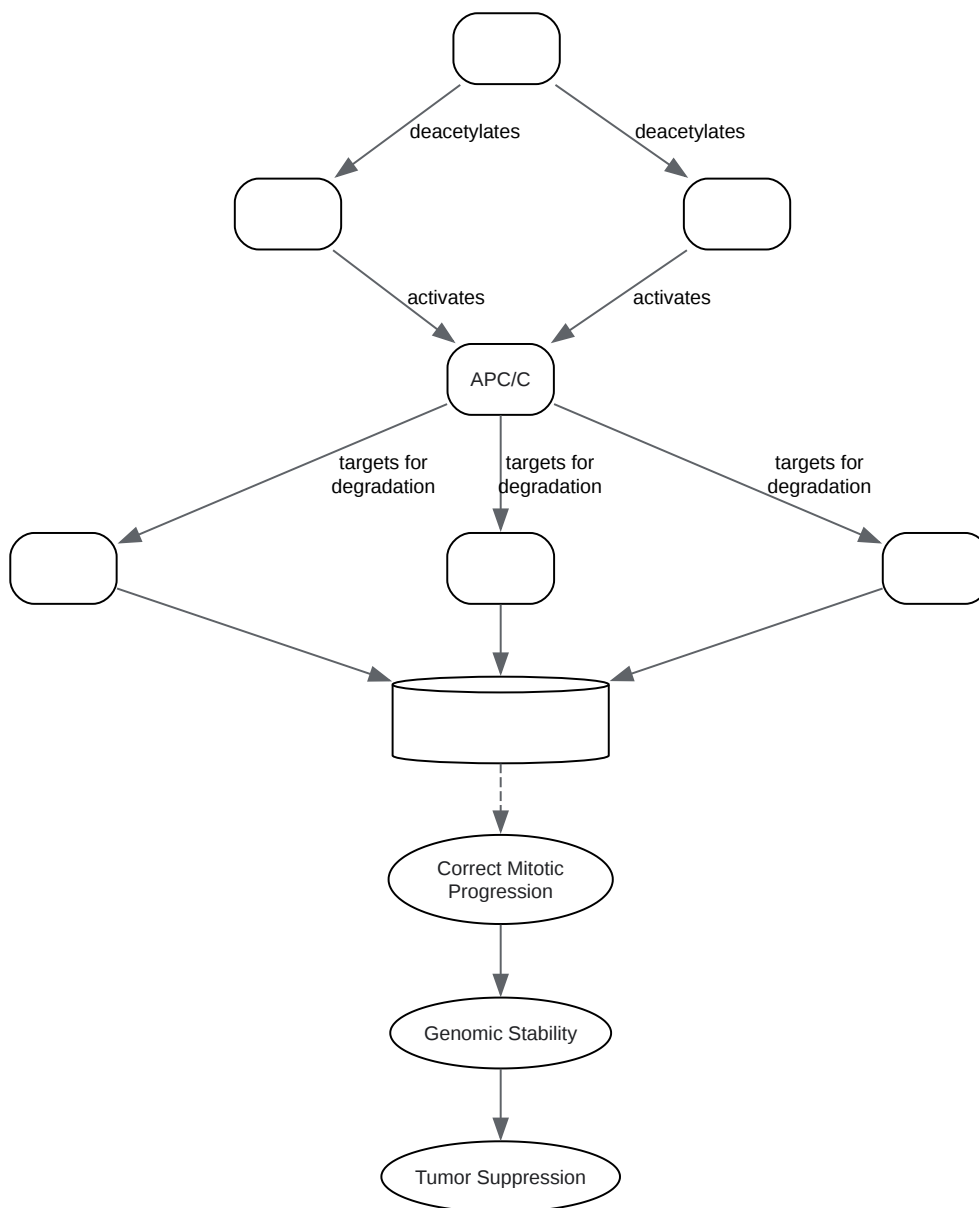 deacetylates
deacetylates
activates
activates
APC/C
targets for
degradation
targets for
degradation
targets for
degradation
Correct Mitotic
Progression
Genomic Stability
Tumor Suppression